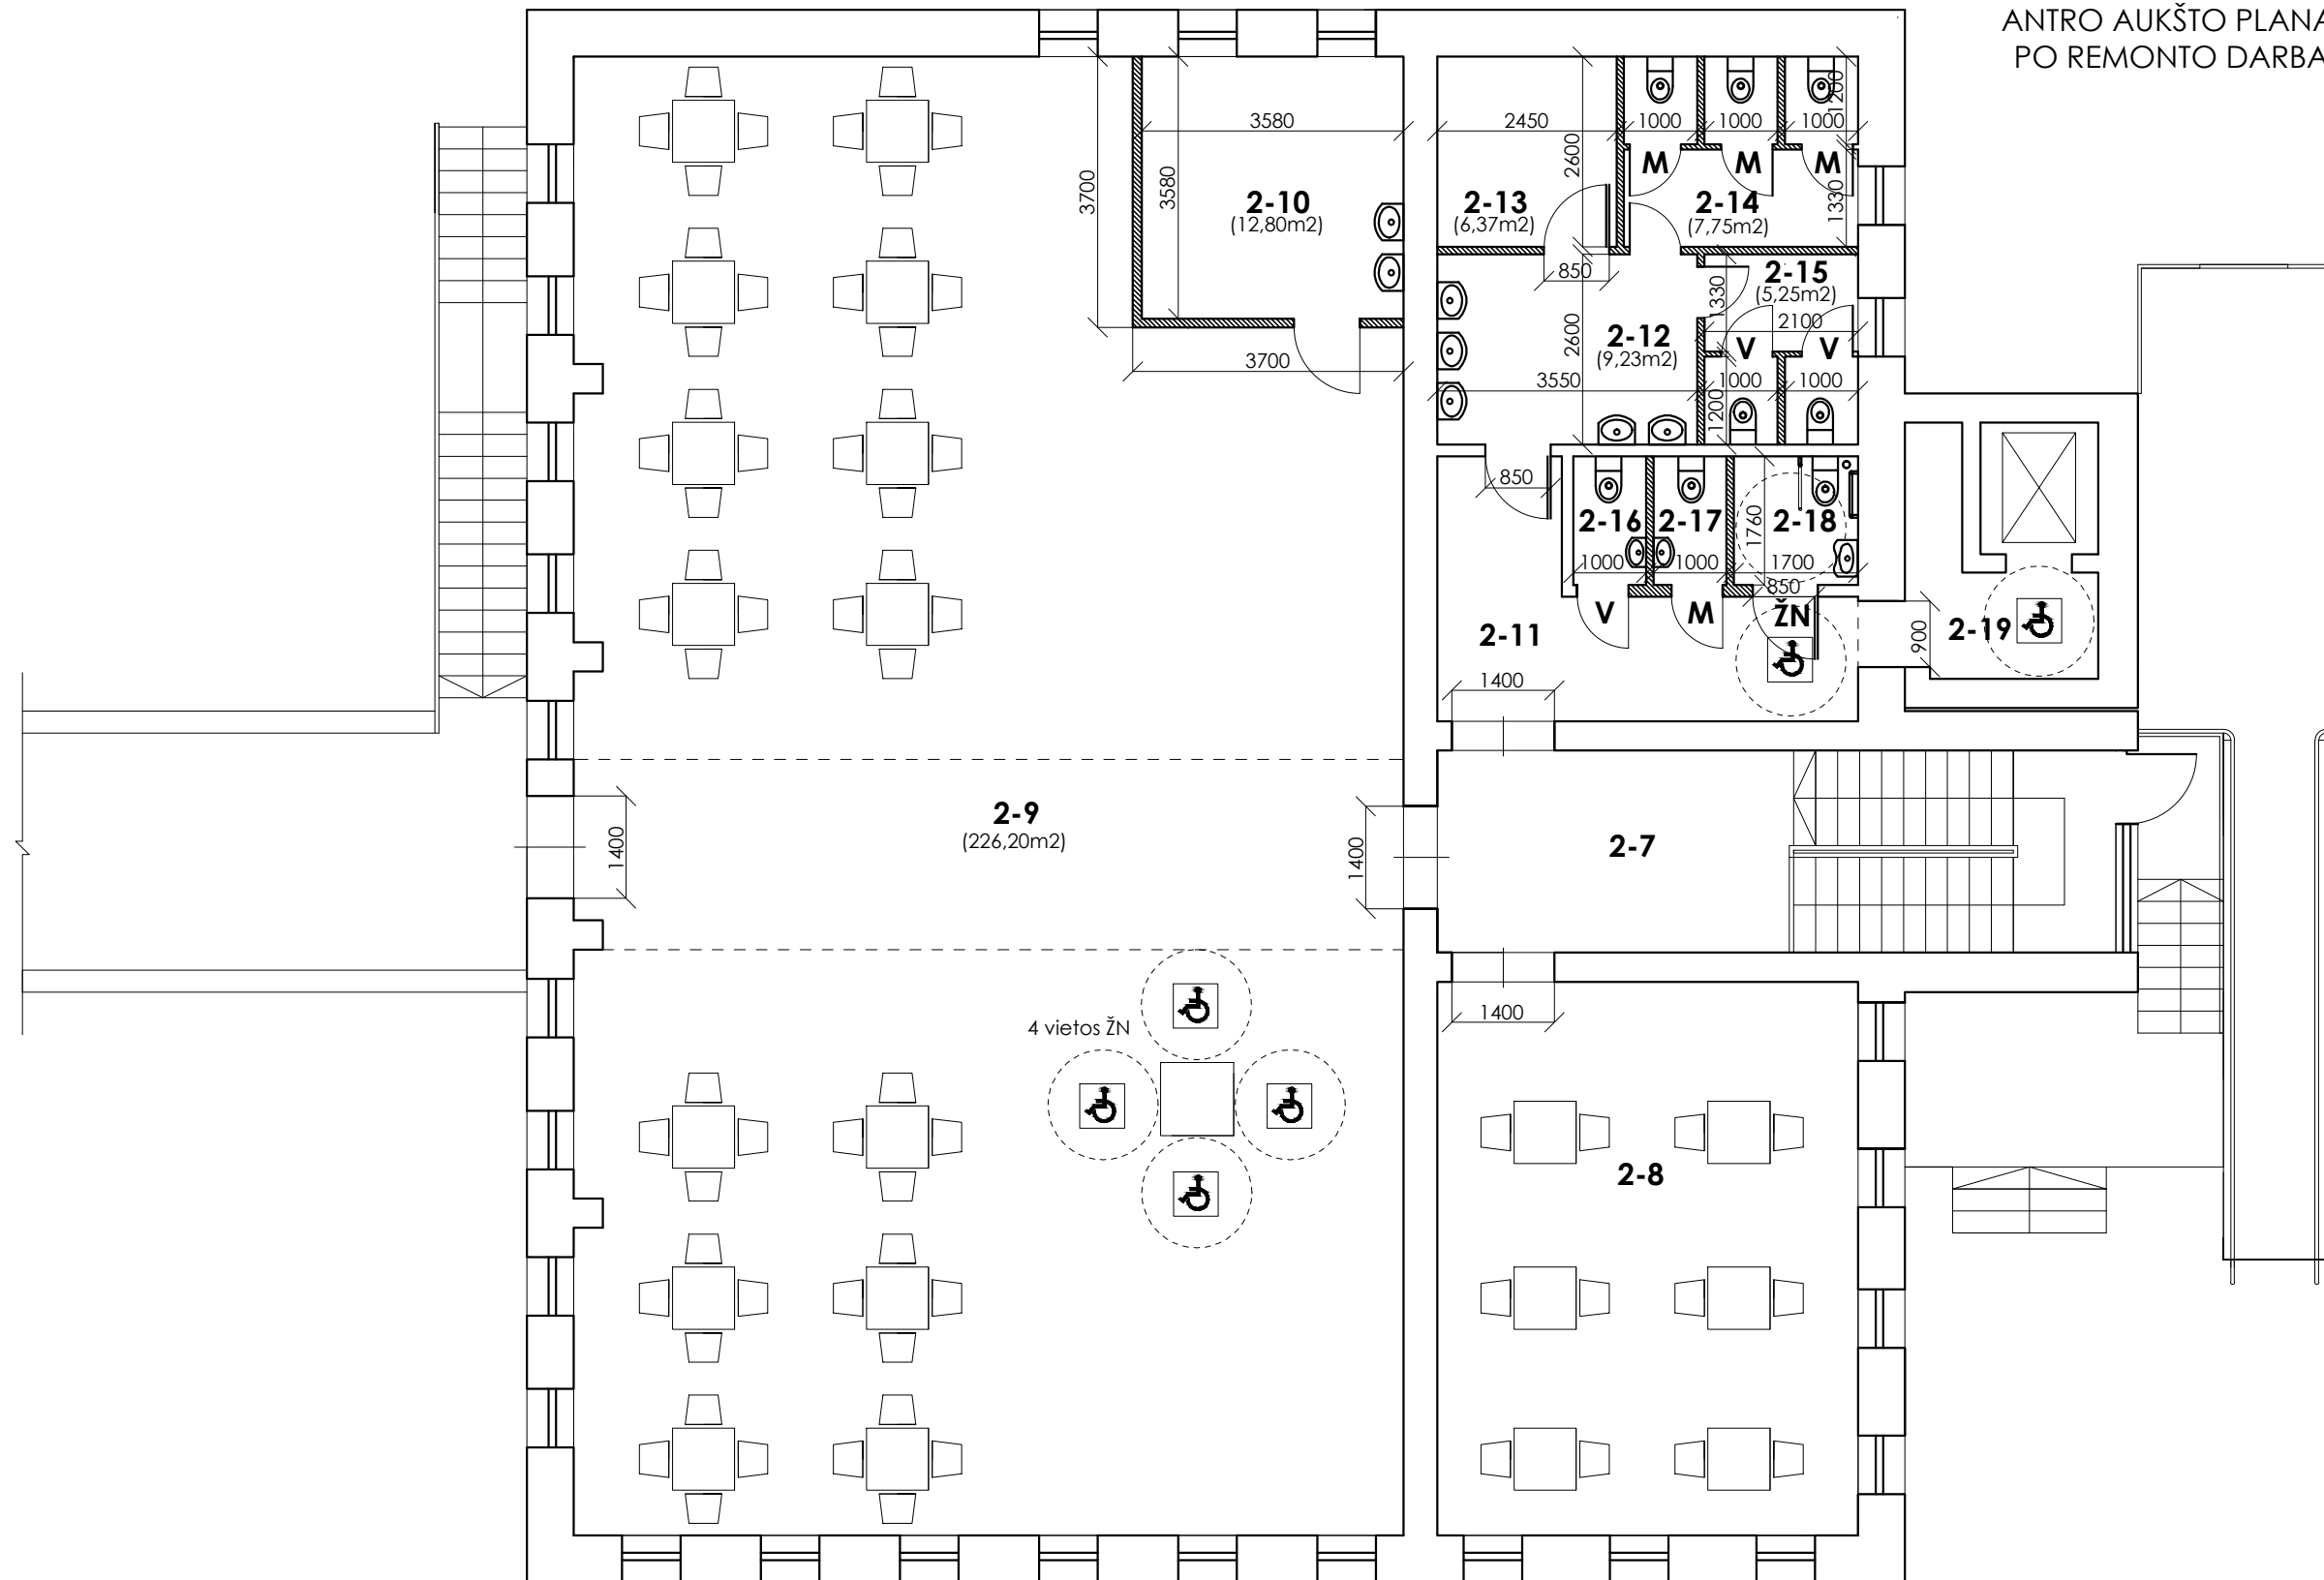 ANTRO AUKŠTO PLANA
PO REMONTO DARBA
3580
2450
1000
1000
1000
1200
2600
3700
3580
M
M
M
2-10
(12,80m2)
2-13
(6,37m2)
2-14
(7,75m2)
1330
850
2-15
(5,25m2)
1330
2100
2600
2-12
(9,23m2)
V
V
3700
3550
1000
1000
1200
850
2-16
2-17
2-18
1760
1000
1000
1700
850
V
M
ŽN
2-11
900
2-19
1400
2-9
(226,20m2)
1400
1400
2-7
1400
4 vietos ŽN
2-8